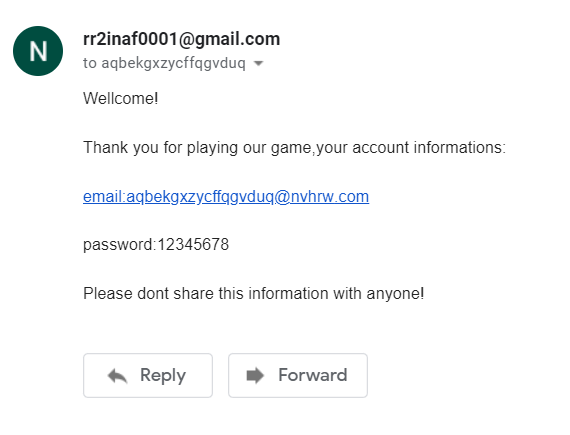 N
rr2inaf0001@gmail.com
to aqbekgxzycffqgvduq
Wellcome!
Thank you for playing our game,your account informations:
email:aqbekgxzycffqgvduq@nvhrw.com
password:12345678
Please dont share this information with anyone!
Reply
Forward